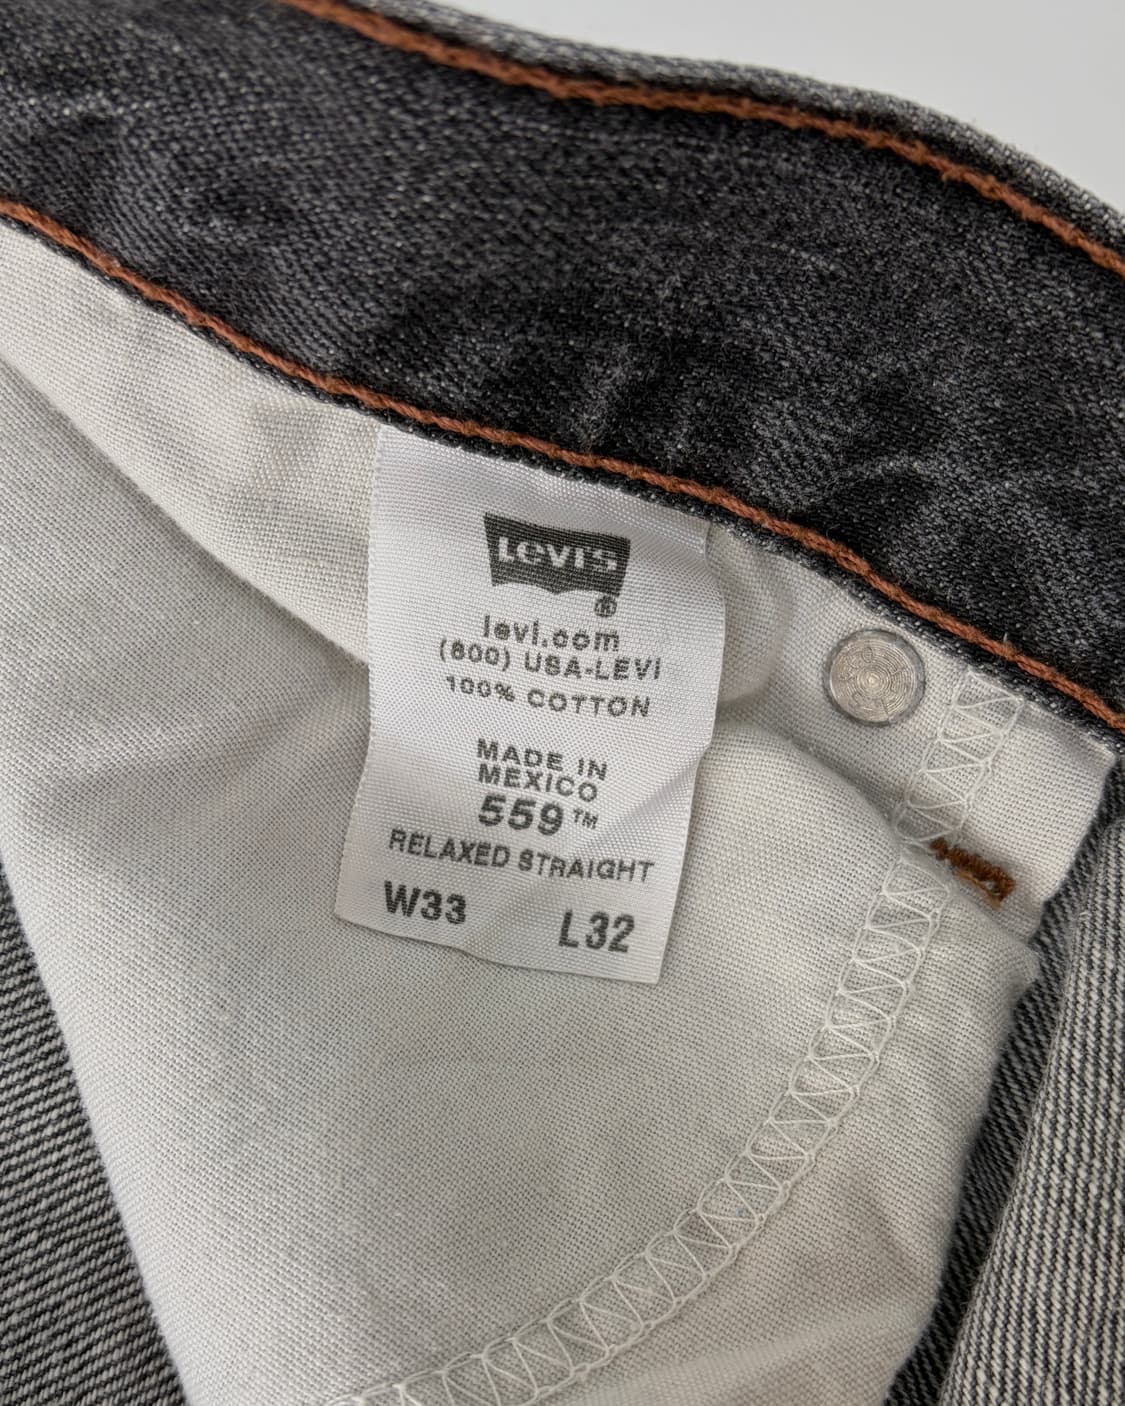 LEVI'S
®
levi.com
(800) USA-LEVI
100% COTTON
MADE IN
MEXICO
559™
RELAXED STRAIGHT
W33 L32